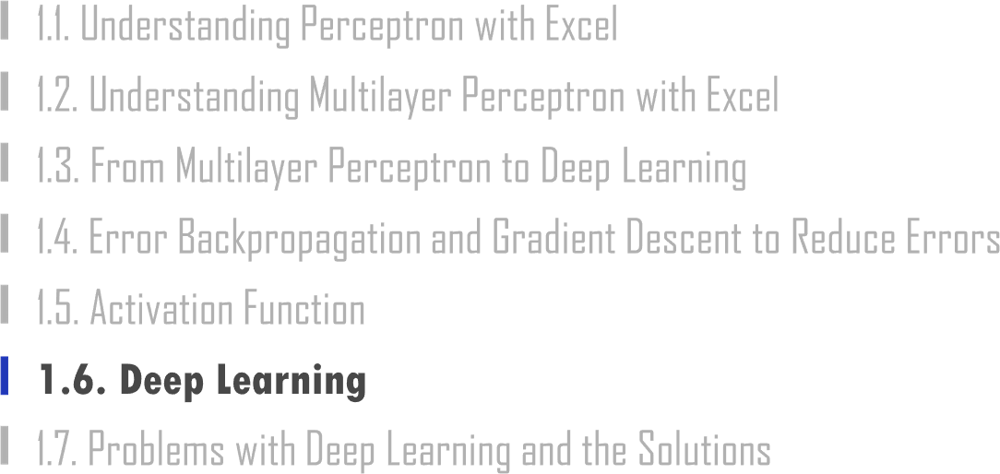 1.1. Understanding Perceptron with Excel
1.2. Understanding Multilayer Perceptron with Excel
1.3. From Multilayer Perceptron to Deep Learning
1.4. Error Backpropagation and Gradient Descent to Reduce Errors
1.5. Activation Function
1.6. Deep Learning
1.7. Problems with Deep Learning and the Solutions